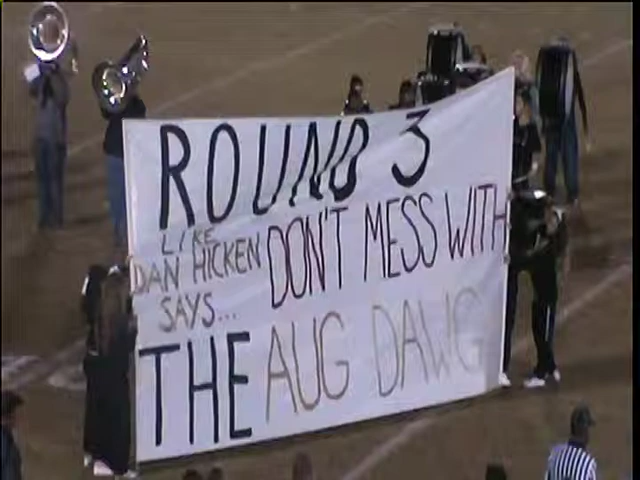 ROUND 3
LIKE
DAN HICKEN DON'T MESS WITH
SAYS...
THE AUG DAWG